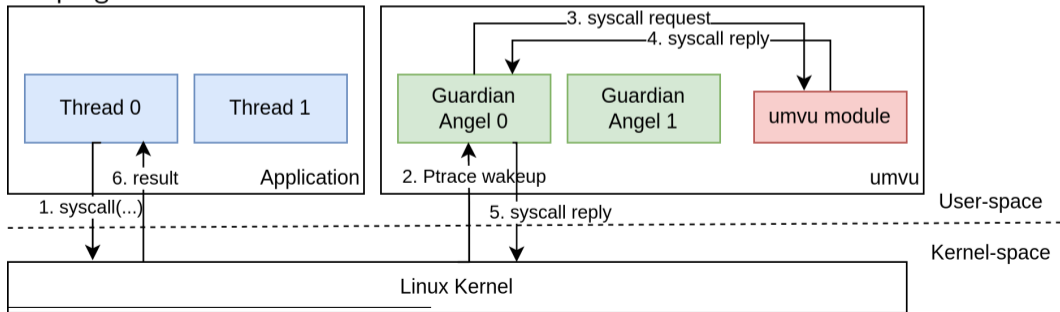 3. syscall request
4. syscall reply
Thread 0
Thread 1
Guardian
Angel 0
Guardian
Angel 1
umvu module
6. result
Application
2. Ptrace wakeup
umvu
1. syscall(...)
5. syscall reply
User-space
Kernel-space
Linux Kernel